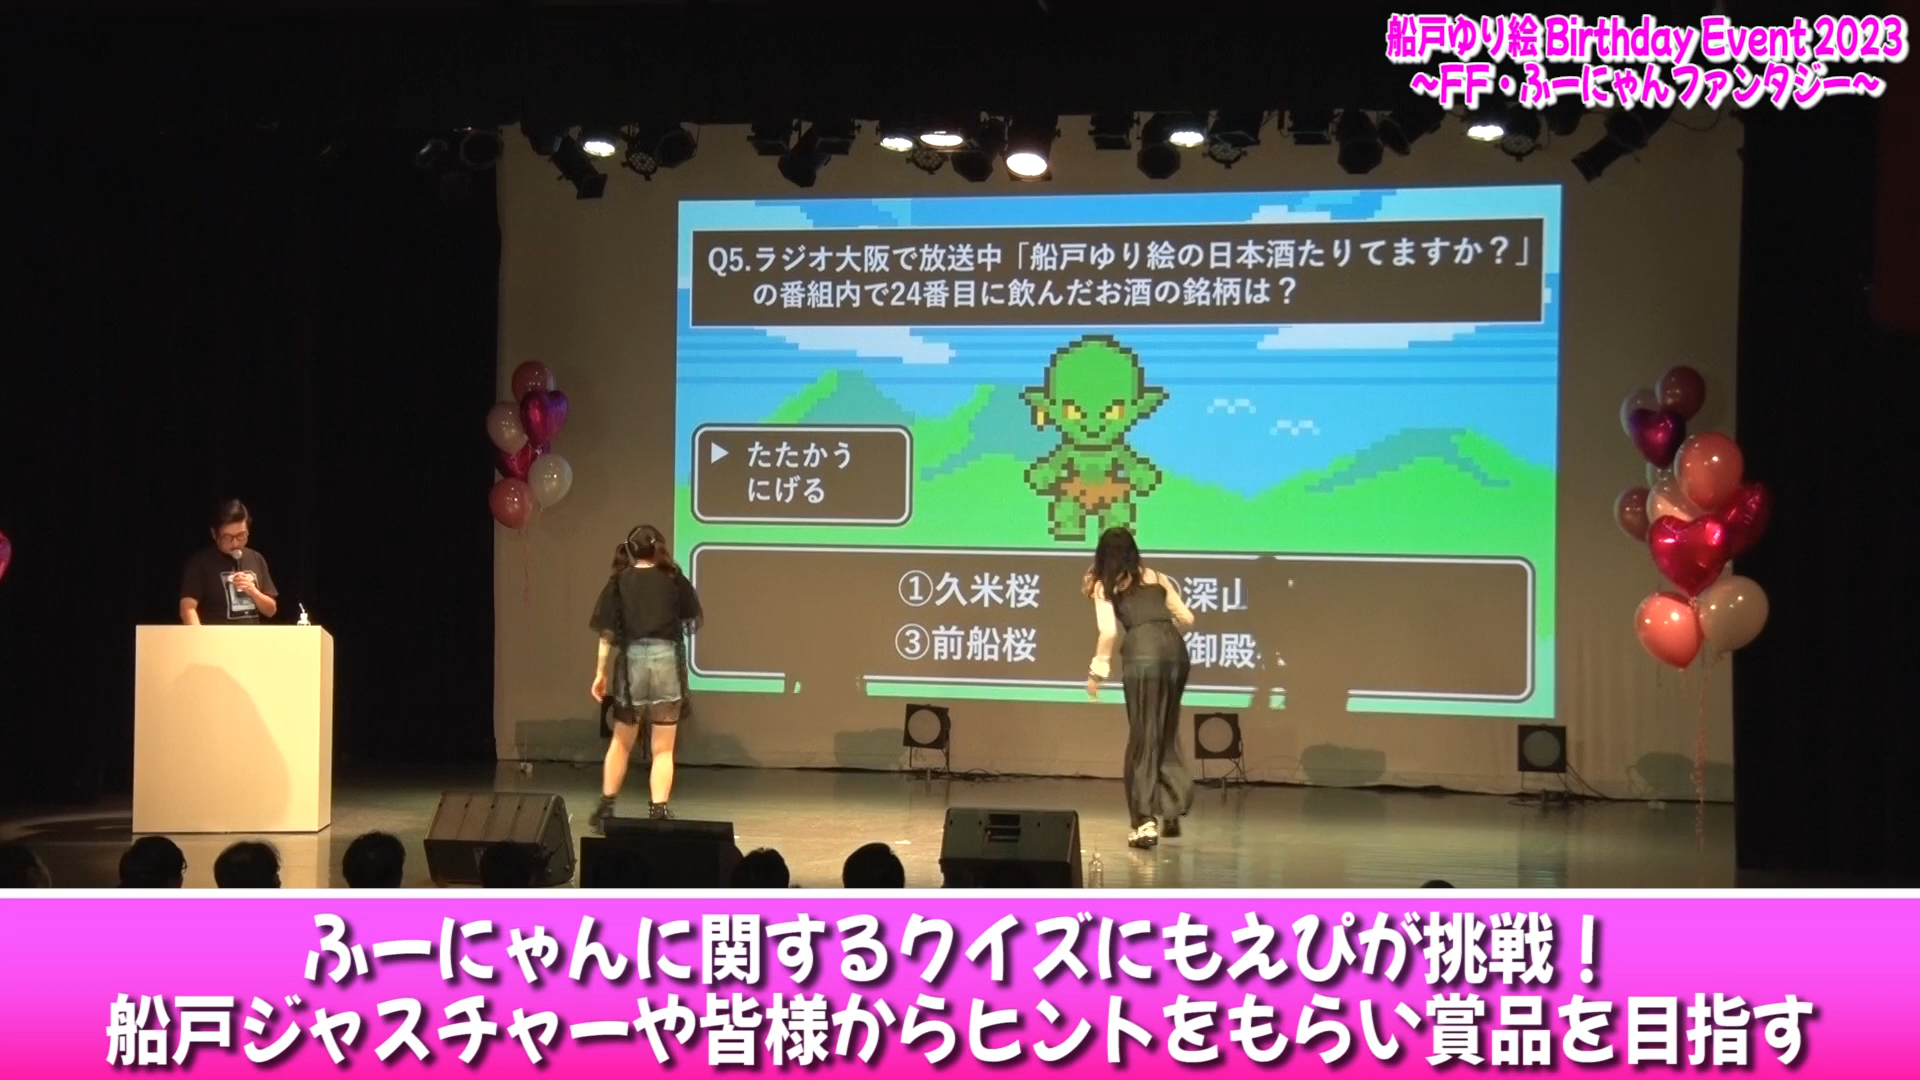 船戸ゆり絵 Birthday Event 2023
～FF・ふーにゃんファンタジー～
Q5.ラジオ大阪で放送中「船戸ゆり絵の日本酒たりてますか？」
の番組内で24番目に飲んだお酒の銘柄は？
▶ たたかう
にげる
①久米桜
深山
③前船桜
御殿
ふーにゃんに関するクイズにもえぴが挑戦！
船戸ジャスチャーや皆様からヒントをもらい賞品を目指す